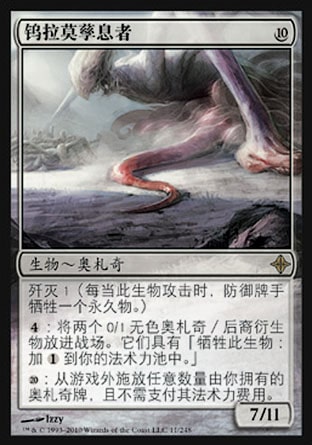 钨拉莫孳息者 10
生物～奥札奇
歼灭 1（每当此生物攻击时，防御牌手
牺牲一个永久物。）
4：将两个 0/1 无色奥札奇／后裔衍生
物放进战场。它们具有「牺牲此生物：
加 1 到你的法术力池中。」
20：从游戏外施放任意数量由你拥有的
奥札奇牌，且不需支付其法术力费用。
Izzy
™ & © 1993–2010 Wizards of the Coast LLC 11/248
7/11